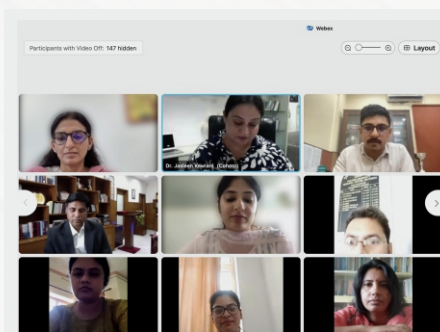 Webex
Participants with Video Off: 147 hidden
Layout
Dr. Jasleen Kewlani (Cohost)